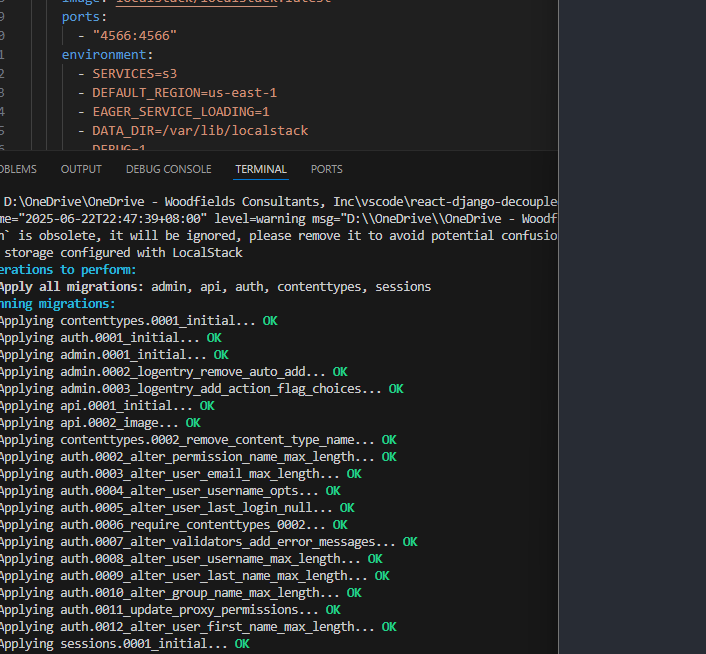 image: localstack/localstack:latest
ports:
- "4566:4566"
environment:
- SERVICES=s3
- DEFAULT_REGION=us-east-1
- EAGER_SERVICE_LOADING=1
- DATA_DIR=/var/lib/localstack
- DEBUG=1
OBLEMS OUTPUT DEBUG CONSOLE TERMINAL PORTS
D:\OneDrive\OneDrive - Woodfields Consultants, Inc\vscode\react-django-decouple
me="2025-06-22T22:47:39+08:00" level=warning msg="D:\\OneDrive\\OneDrive - Woodf
n` is obsolete, it will be ignored, please remove it to avoid potential confusio
storage configured with LocalStack
erations to perform:
Apply all migrations: admin, api, auth, contenttypes, sessions
nning migrations:
Applying contenttypes.0001_initial... OK
Applying auth.0001_initial... OK
Applying admin.0001_initial... OK
Applying admin.0002_logentry_remove_auto_add... OK
Applying admin.0003_logentry_add_action_flag_choices... OK
Applying api.0001_initial... OK
Applying api.0002_image... OK
Applying contenttypes.0002_remove_content_type_name... OK
Applying auth.0002_alter_permission_name_max_length... OK
Applying auth.0003_alter_user_email_max_length... OK
Applying auth.0004_alter_user_username_opts... OK
Applying auth.0005_alter_user_last_login_null... OK
Applying auth.0006_require_contenttypes_0002... OK
Applying auth.0007_alter_validators_add_error_messages... OK
Applying auth.0008_alter_user_username_max_length... OK
Applying auth.0009_alter_user_last_name_max_length... OK
Applying auth.0010_alter_group_name_max_length... OK
Applying auth.0011_update_proxy_permissions... OK
Applying auth.0012_alter_user_first_name_max_length... OK
Applying sessions.0001_initial... OK